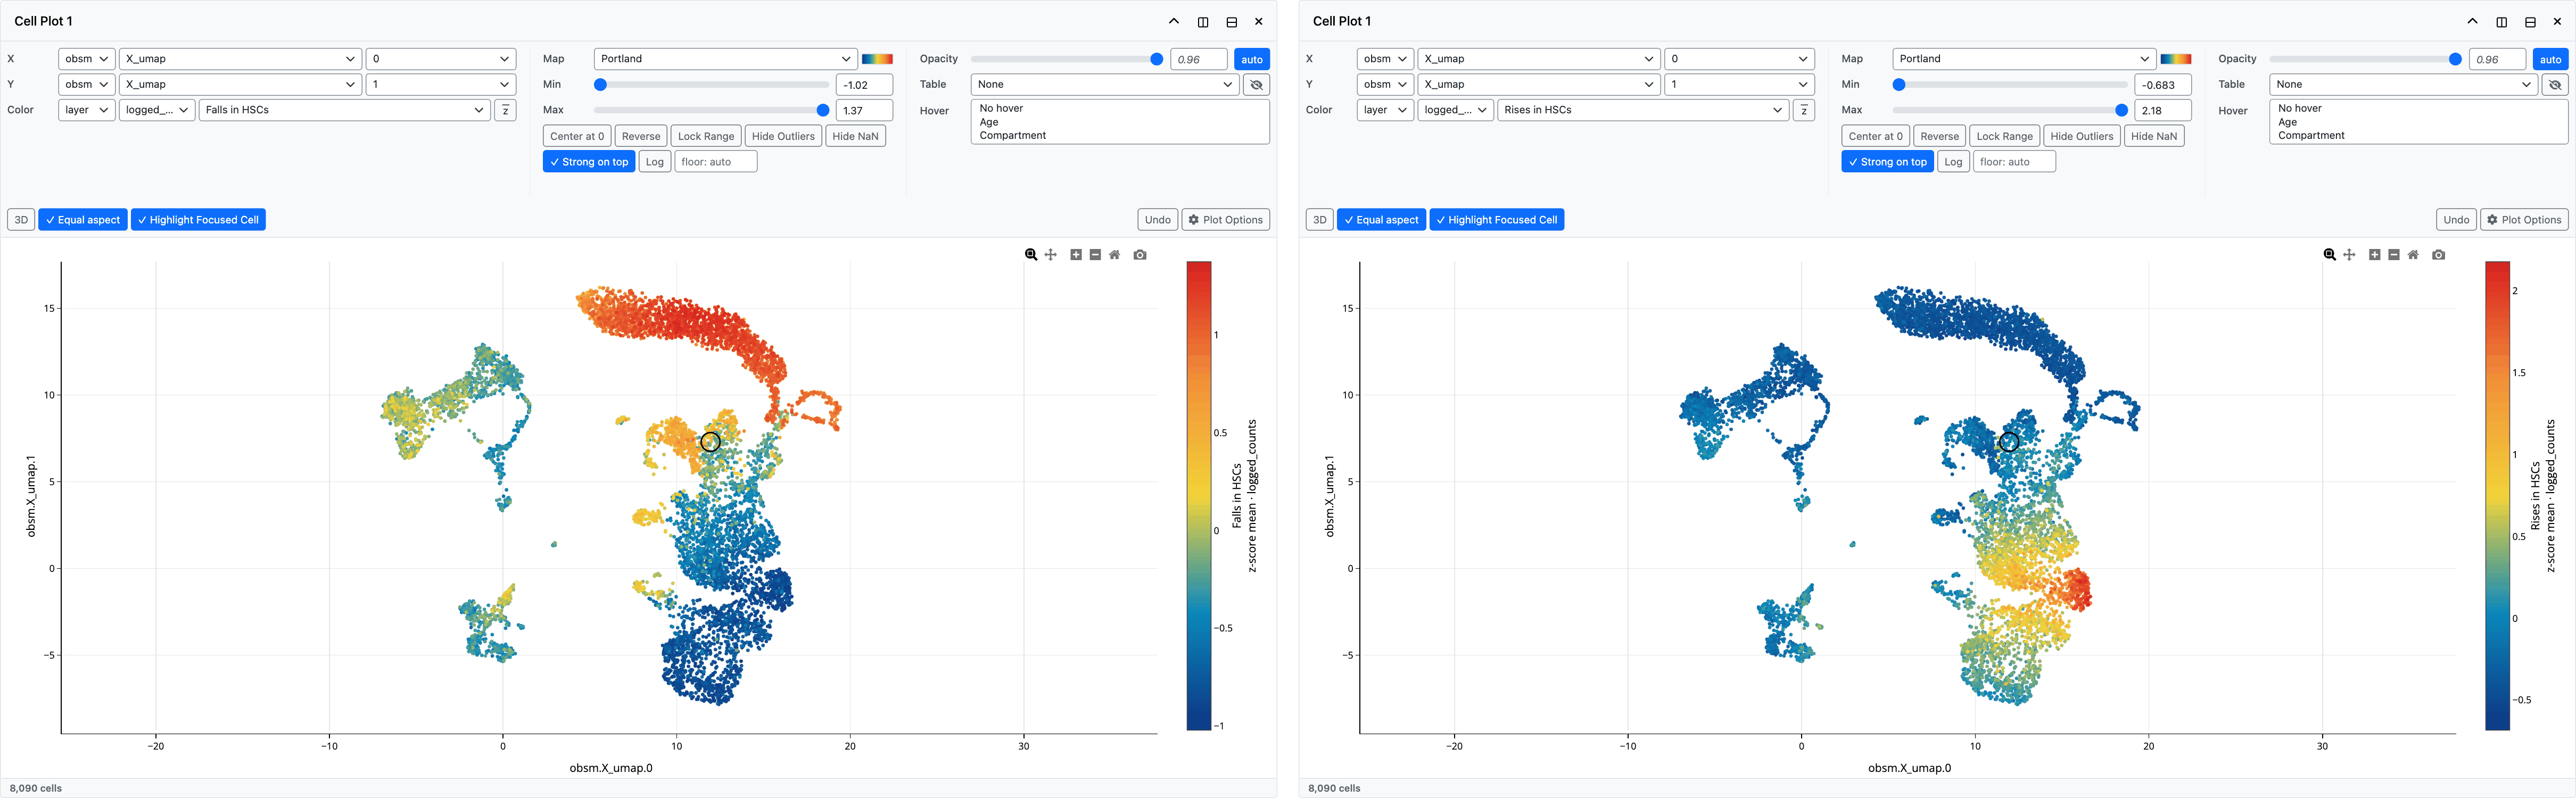 Cell Plot 1
X obsm X_umap 0
Y obsm X_umap 1
Color layer logged_... Falls in HSCs z
Map Portland
Min -1.02
Max 1.37
Center at 0 Reverse Lock Range Hide Outliers Hide NaN
✓ Strong on top Log floor: auto
Opacity 0.96 auto
Table None
Hover No hover
Age
Compartment
3D ✓ Equal aspect ✓ Highlight Focused Cell Undo Plot Options
15
10
5
0
−5
−20 −10 0 10 20 30
obsm.X_umap.0
obsm.X_umap.1
1
0.5
0
−0.5
−1
Falls in HSCs
z-score mean · logged_counts
8,090 cells
Cell Plot 1
X obsm X_umap 0
Y obsm X_umap 1
Color layer logged_... Rises in HSCs z
Map Portland
Min -0.683
Max 2.18
Center at 0 Reverse Lock Range Hide Outliers Hide NaN
✓ Strong on top Log floor: auto
Opacity 0.96 auto
Table None
Hover No hover
Age
Compartment
3D ✓ Equal aspect ✓ Highlight Focused Cell Undo Plot Options
15
10
5
0
−5
−20 −10 0 10 20 30
obsm.X_umap.0
obsm.X_umap.1
2
1.5
1
0.5
0
−0.5
Rises in HSCs
z-score mean · logged_counts
8,090 cells